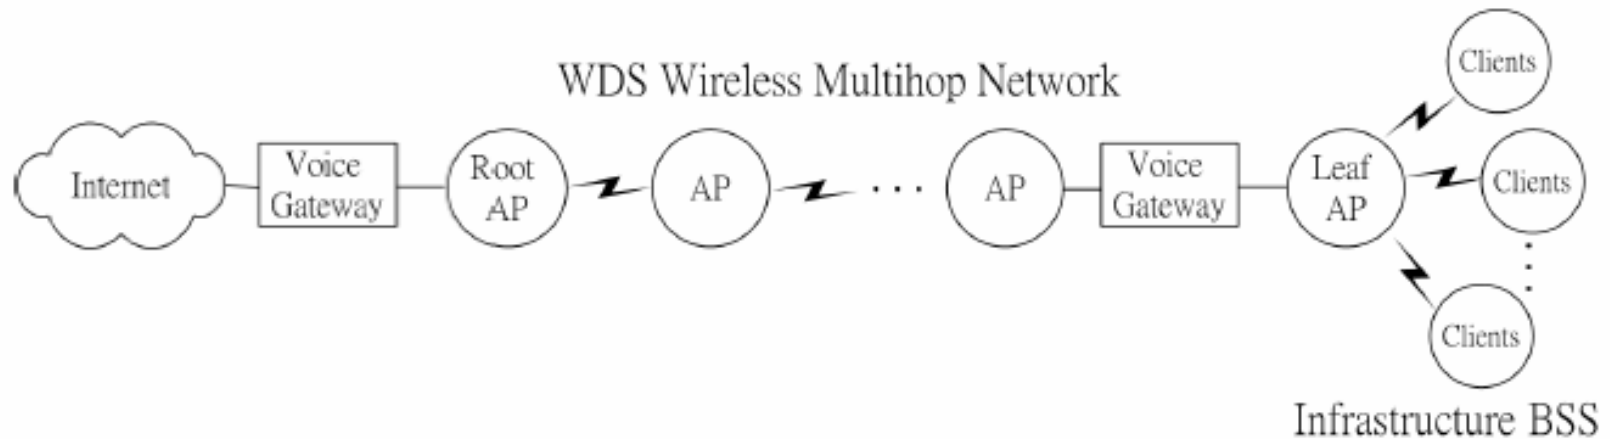 WDS Wireless Multihop Network
Internet
Voice
Gateway
Root
AP
AP
...
AP
Voice
Gateway
Leaf
AP
Clients
Clients
Clients
Infrastructure BSS